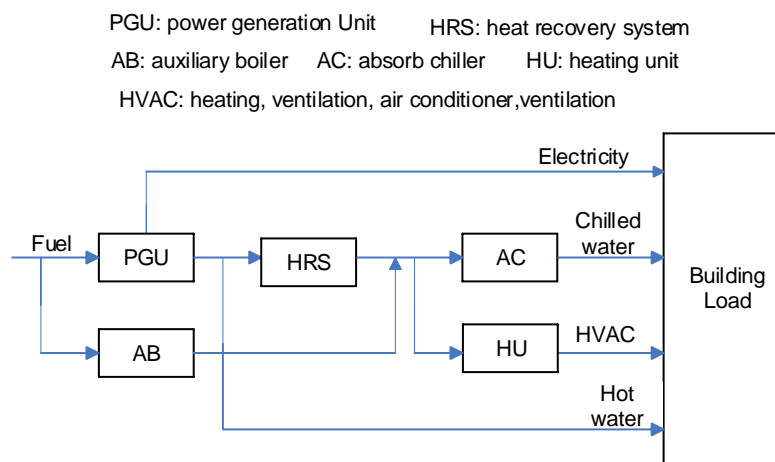 PGU: power generation Unit
HRS: heat recovery system
AB: auxiliary boiler
AC: absorb chiller
HU: heating unit
HVAC: heating, ventilation, air conditioner,ventilation
Electricity
Fuel
PGU
HRS
AC
Chilled
water
Building
Load
AB
HU
HVAC
Hot
water